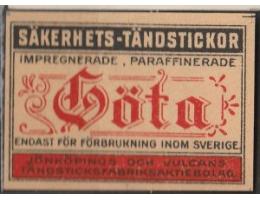 SÄKERHETS-TÄNDSTICKOR
IMPREGNERADE, PARAFFINERADE
Göta
ENDAST FÖR FÖRBRUKNING INOM SVERIGE
JÖNKÖPINGS OCH VULCANS
TÄNDSTICKSFABRIKSAKTIEBOLAG.